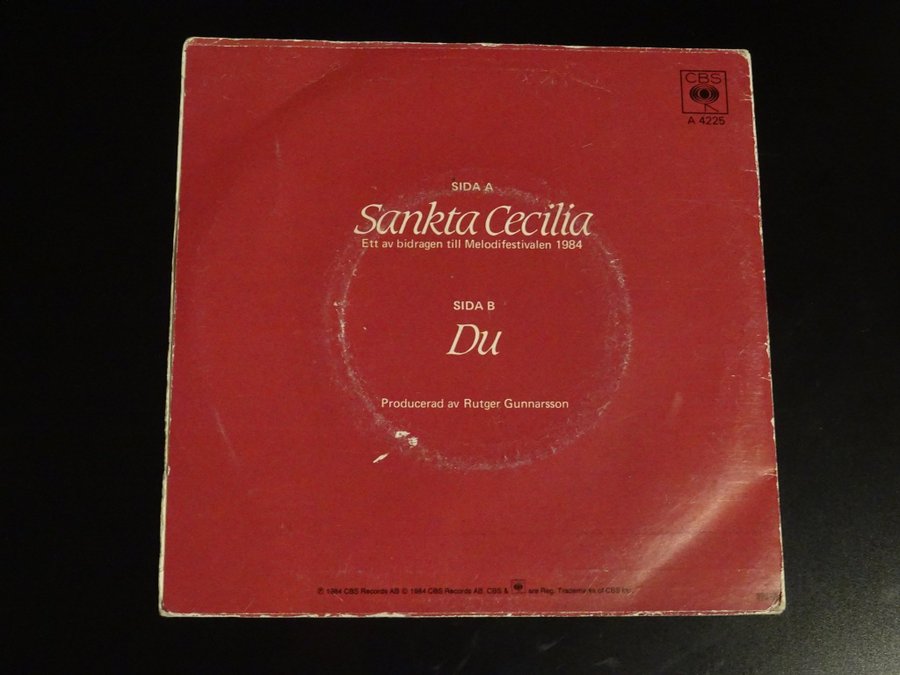 CBS
A 4225
SIDA A
Sankta Cecilia
Ett av bidragen till Melodifestivalen 1984
SIDA B
Du
Producerad av Rutger Gunnarsson
℗ 1984 CBS Records AB © 1984 CBS Records AB. CBS & are Reg. Trademarks of CBS Inc.